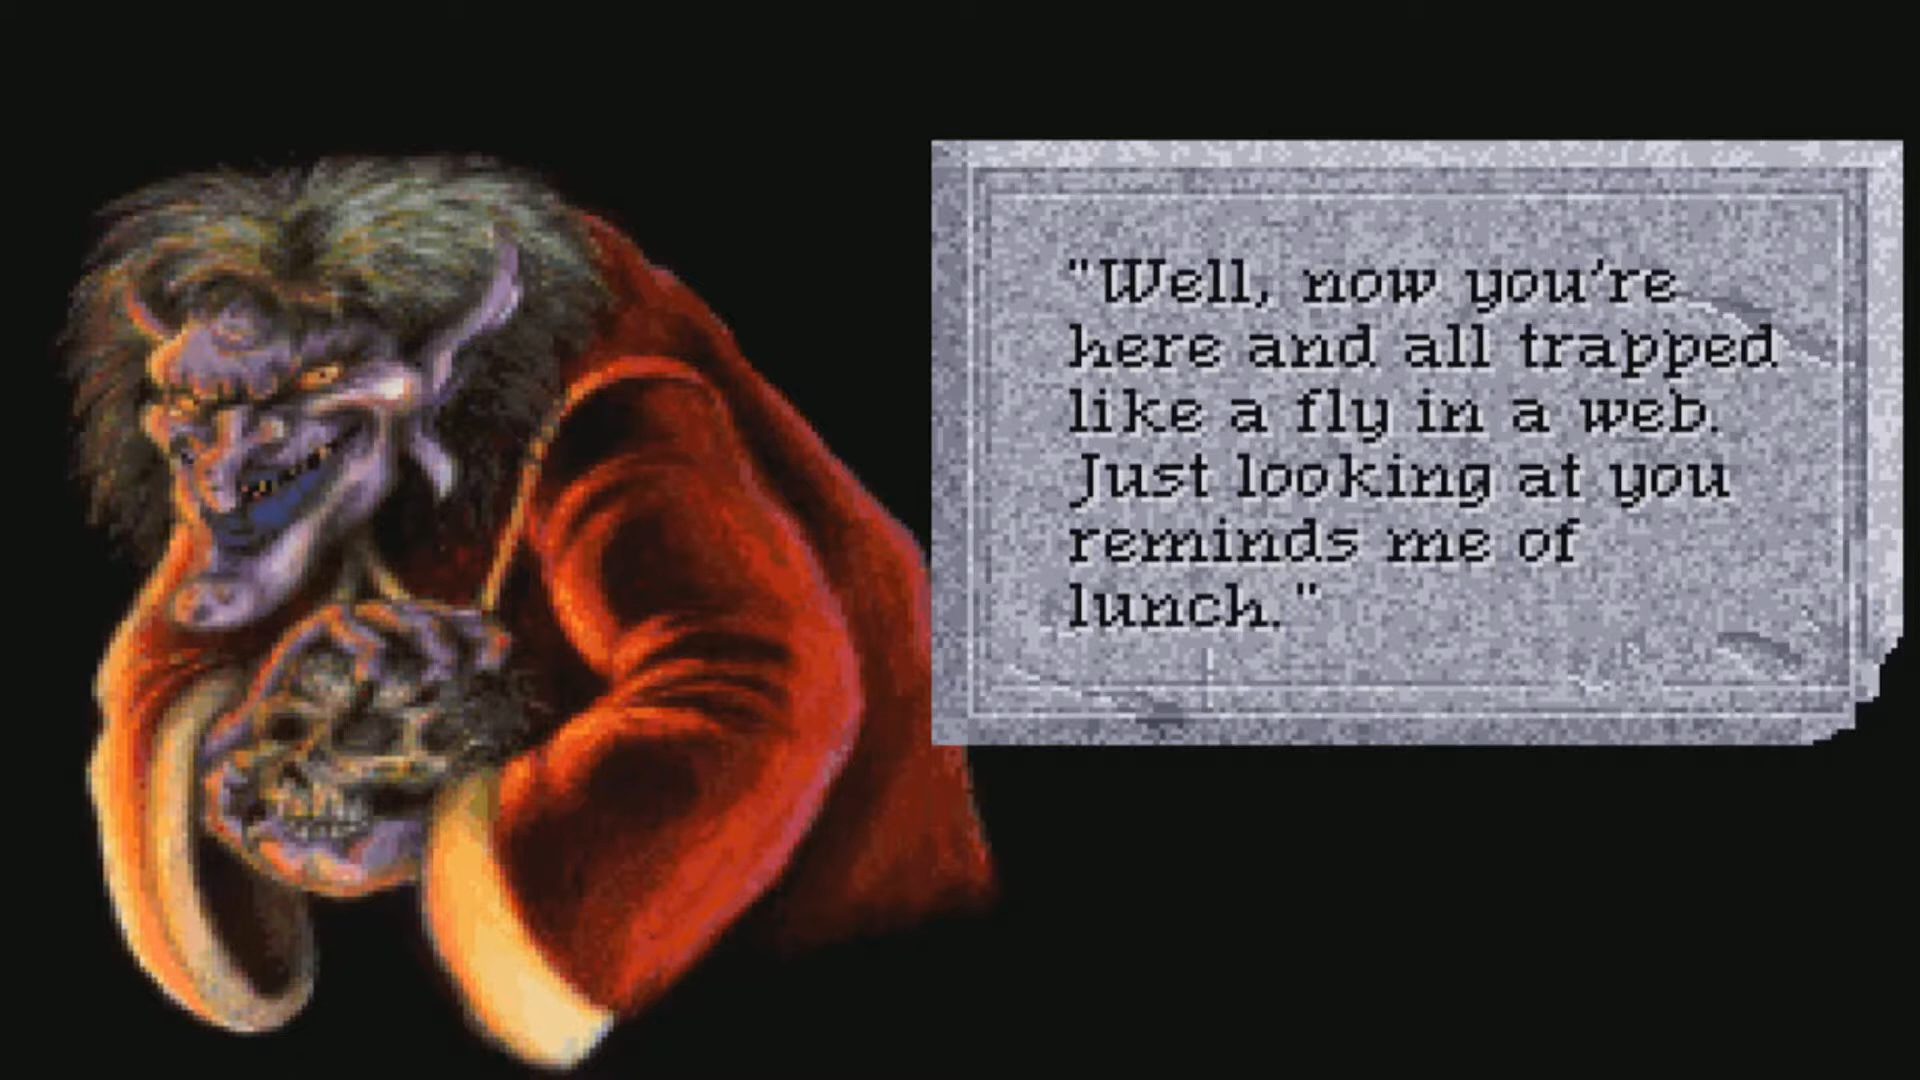 "Well, now you're
here and all trapped
like a fly in a web.
Just looking at you
reminds me of
lunch."